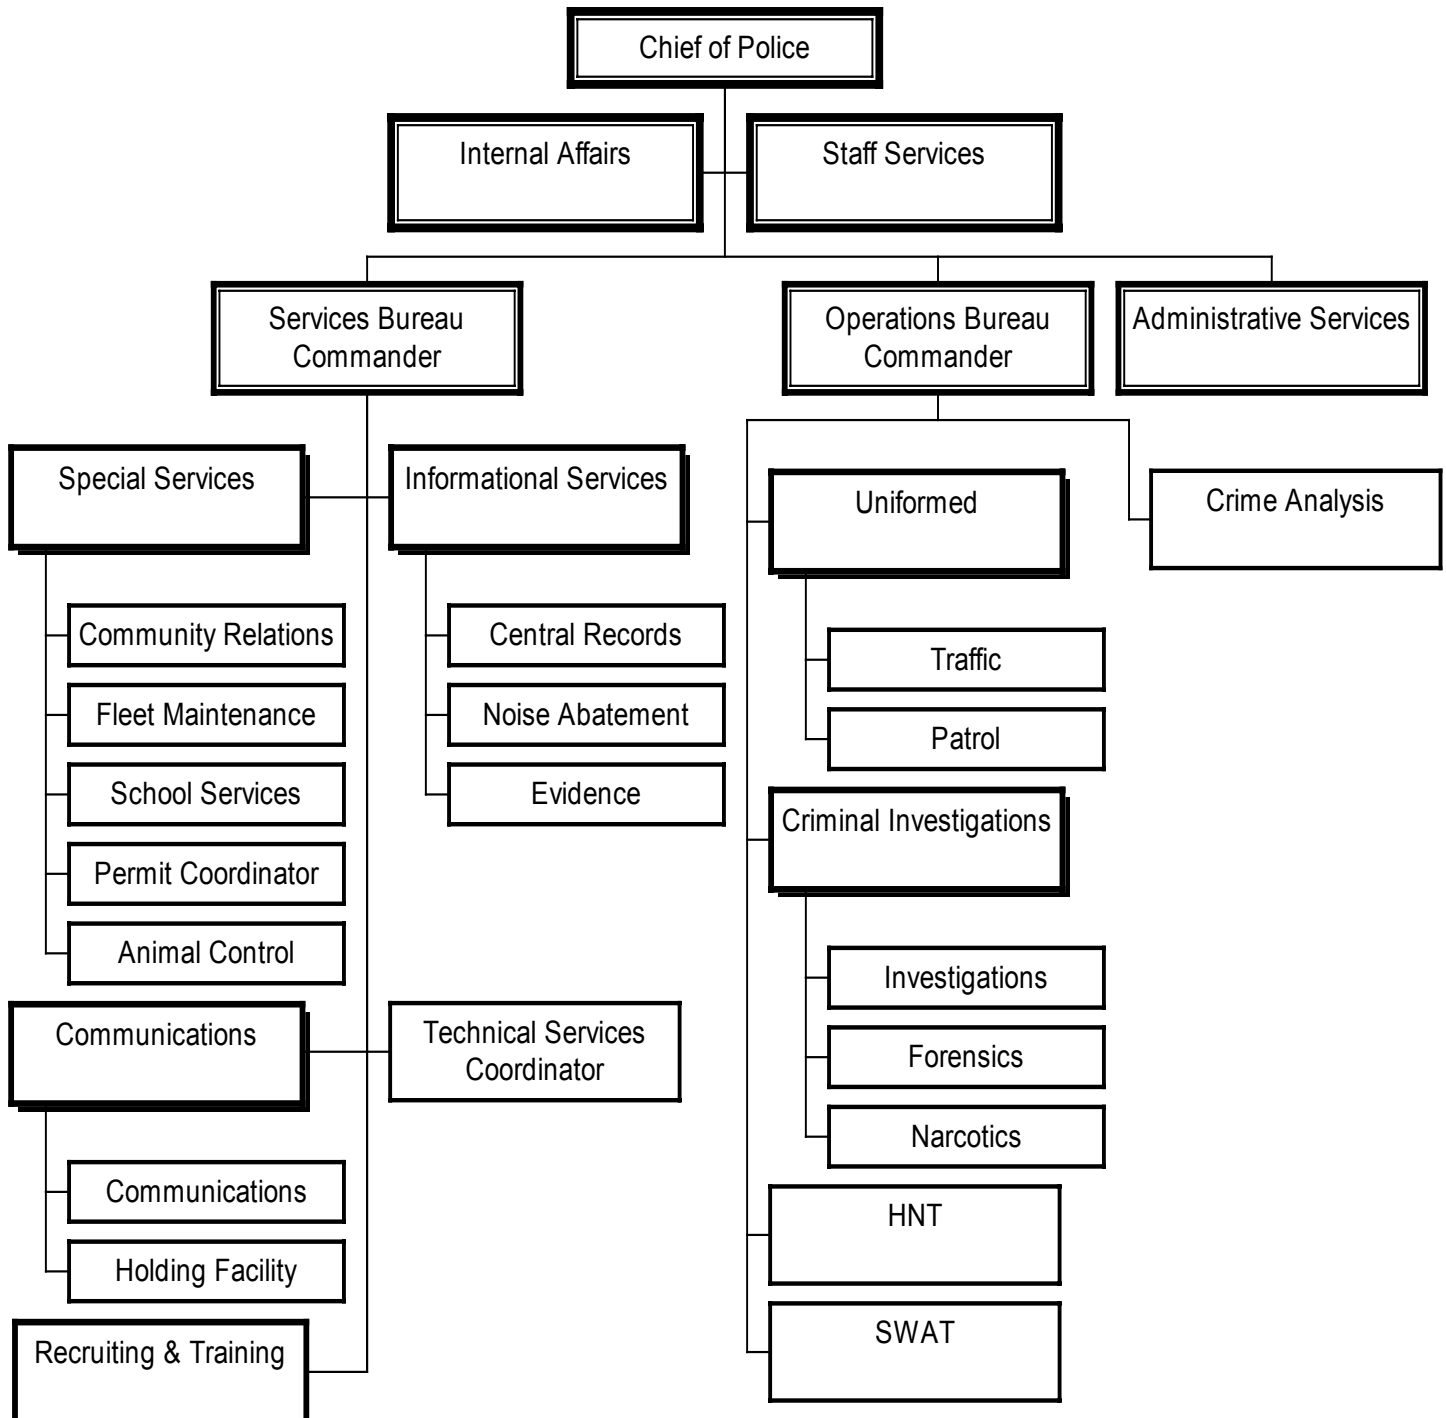 Chief of Police
Internal Affairs
Staff Services
Services Bureau
Commander
Operations Bureau
Commander
Administrative Services
Special Services
Informational Services
Uniformed
Crime Analysis
Community Relations
Central Records
Traffic
Fleet Maintenance
Noise Abatement
Patrol
School Services
Evidence
Criminal Investigations
Permit Coordinator
Animal Control
Investigations
Communications
Technical Services
Coordinator
Forensics
Narcotics
Communications
HNT
Holding Facility
SWAT
Recruiting & Training